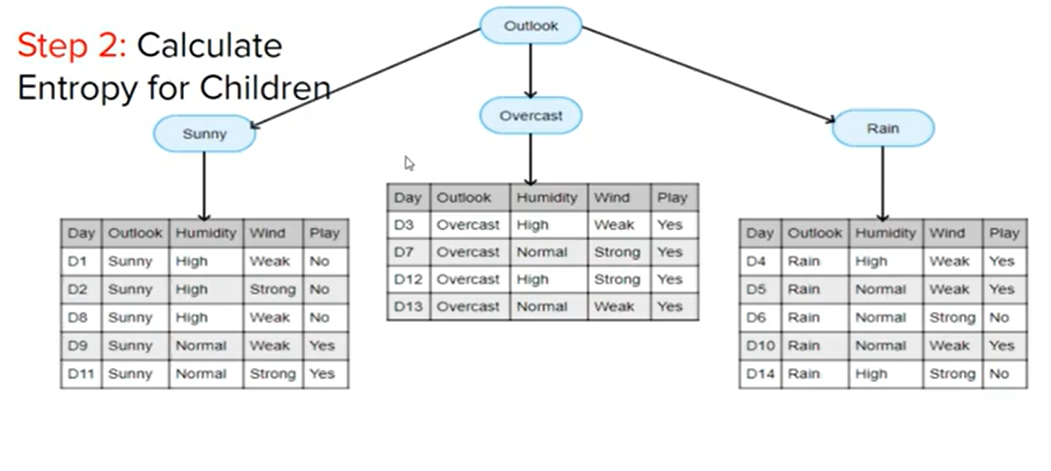 Step 2: Calculate
Entropy for Children
Outlook
Sunny
Overcast
Rain
Day Outlook Humidity Wind Play
D1 Sunny High Weak No
D2 Sunny High Strong No
D8 Sunny High Weak No
D9 Sunny Normal Weak Yes
D11 Sunny Normal Strong Yes
Day Outlook Humidity Wind Play
D3 Overcast High Weak Yes
D7 Overcast Normal Strong Yes
D12 Overcast High Strong Yes
D13 Overcast Normal Weak Yes
Day Outlook Humidity Wind Play
D4 Rain High Weak Yes
D5 Rain Normal Weak Yes
D6 Rain Normal Strong No
D10 Rain Normal Weak Yes
D14 Rain High Strong No